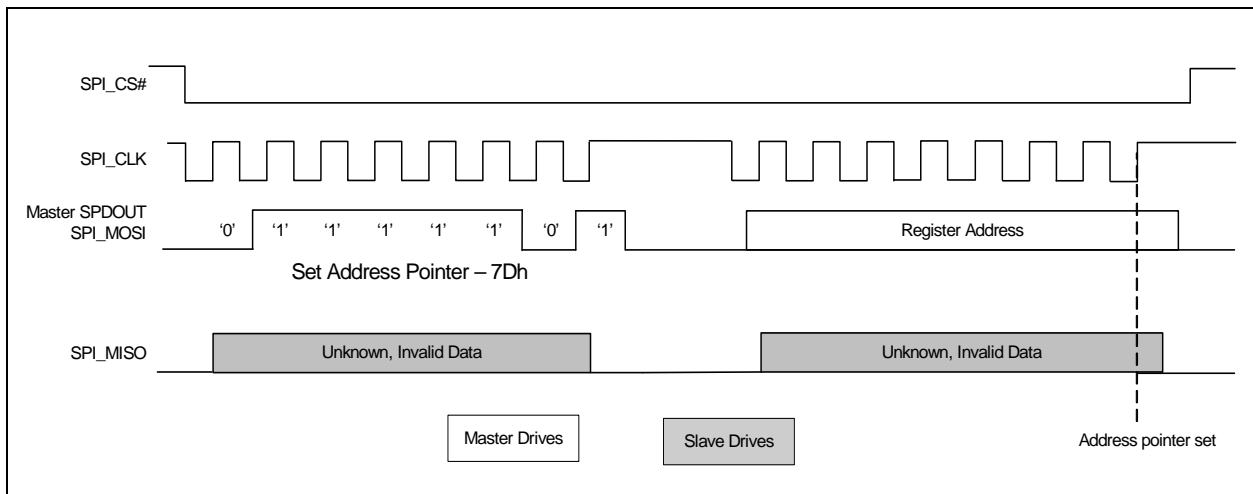 SPI_CS#
SPI_CLK
Master SPDOUT
SPI_MOSI
‘0’ ‘1’ ‘1’ ‘1’ ‘1’ ‘1’ ‘0’ ‘1’
Register Address
Set Address Pointer – 7Dh
SPI_MISO
Unknown, Invalid Data
Unknown, Invalid Data
Master Drives
Slave Drives
Address pointer set